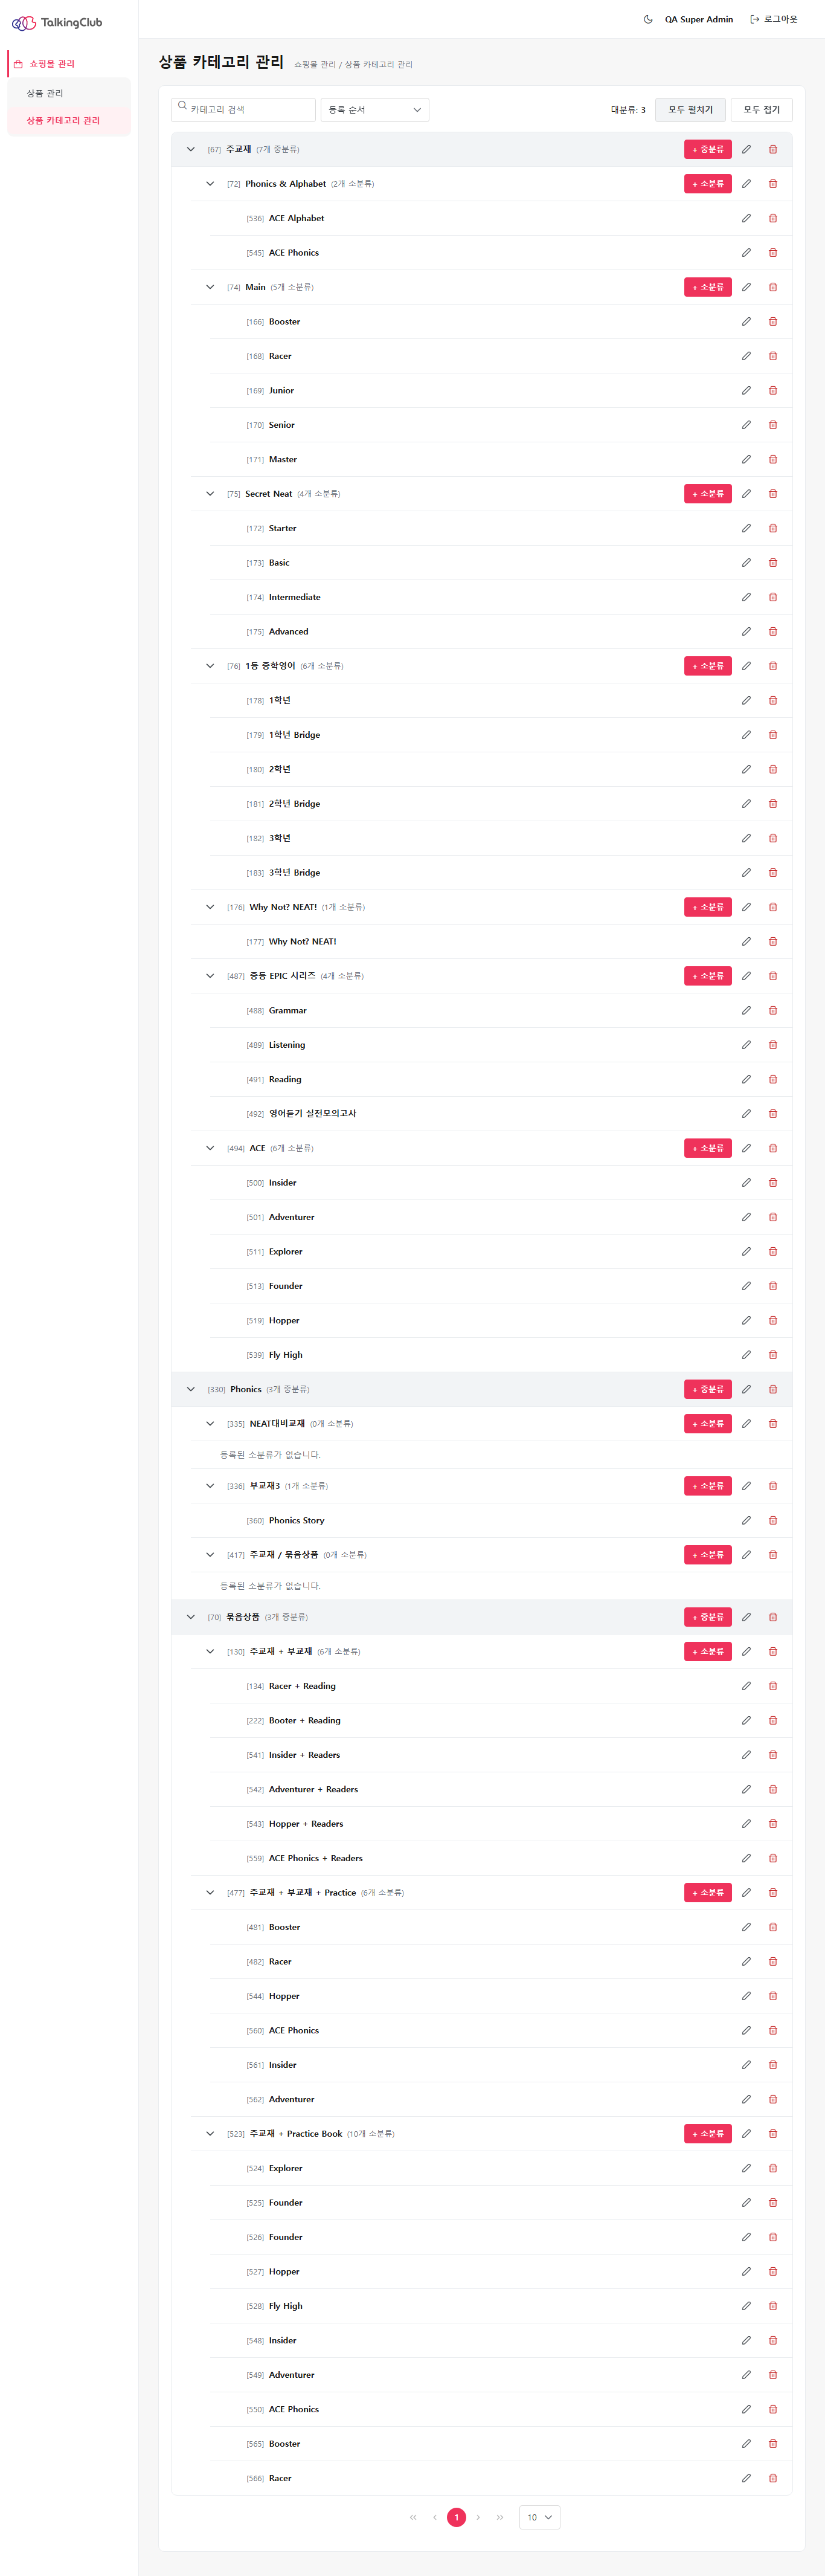 TalkingClub
QA Super Admin
로그아웃
쇼핑몰 관리
상품 관리
상품 카테고리 관리
상품 카테고리 관리 쇼핑몰 관리 / 상품 카테고리 관리
카테고리 검색 등록 순서 대분류: 3 모두 펼치기 모두 접기
[67] 주교재 (7개 중분류) + 중분류
[72] Phonics & Alphabet (2개 소분류) + 소분류
[536] ACE Alphabet
[545] ACE Phonics
[74] Main (5개 소분류) + 소분류
[166] Booster
[168] Racer
[169] Junior
[170] Senior
[171] Master
[75] Secret Neat (4개 소분류) + 소분류
[172] Starter
[173] Basic
[174] Intermediate
[175] Advanced
[76] 1등 중학영어 (6개 소분류) + 소분류
[178] 1학년
[179] 1학년 Bridge
[180] 2학년
[181] 2학년 Bridge
[182] 3학년
[183] 3학년 Bridge
[176] Why Not? NEAT! (1개 소분류) + 소분류
[177] Why Not? NEAT!
[487] 중등 EPIC 시리즈 (4개 소분류) + 소분류
[488] Grammar
[489] Listening
[491] Reading
[492] 영어듣기 실전모의고사
[494] ACE (6개 소분류) + 소분류
[500] Insider
[501] Adventurer
[511] Explorer
[513] Founder
[519] Hopper
[539] Fly High
[330] Phonics (3개 중분류) + 중분류
[335] NEAT대비교재 (0개 소분류) + 소분류
등록된 소분류가 없습니다.
[336] 부교재3 (1개 소분류) + 소분류
[360] Phonics Story
[417] 주교재 / 묶음상품 (0개 소분류) + 소분류
등록된 소분류가 없습니다.
[70] 묶음상품 (3개 중분류) + 중분류
[130] 주교재 + 부교재 (6개 소분류) + 소분류
[134] Racer + Reading
[222] Booter + Reading
[541] Insider + Readers
[542] Adventurer + Readers
[543] Hopper + Readers
[559] ACE Phonics + Readers
[477] 주교재 + 부교재 + Practice (6개 소분류) + 소분류
[481] Booster
[482] Racer
[544] Hopper
[560] ACE Phonics
[561] Insider
[562] Adventurer
[523] 주교재 + Practice Book (10개 소분류) + 소분류
[524] Explorer
[525] Founder
[526] Founder
[527] Hopper
[528] Fly High
[548] Insider
[549] Adventurer
[550] ACE Phonics
[565] Booster
[566] Racer
1 10